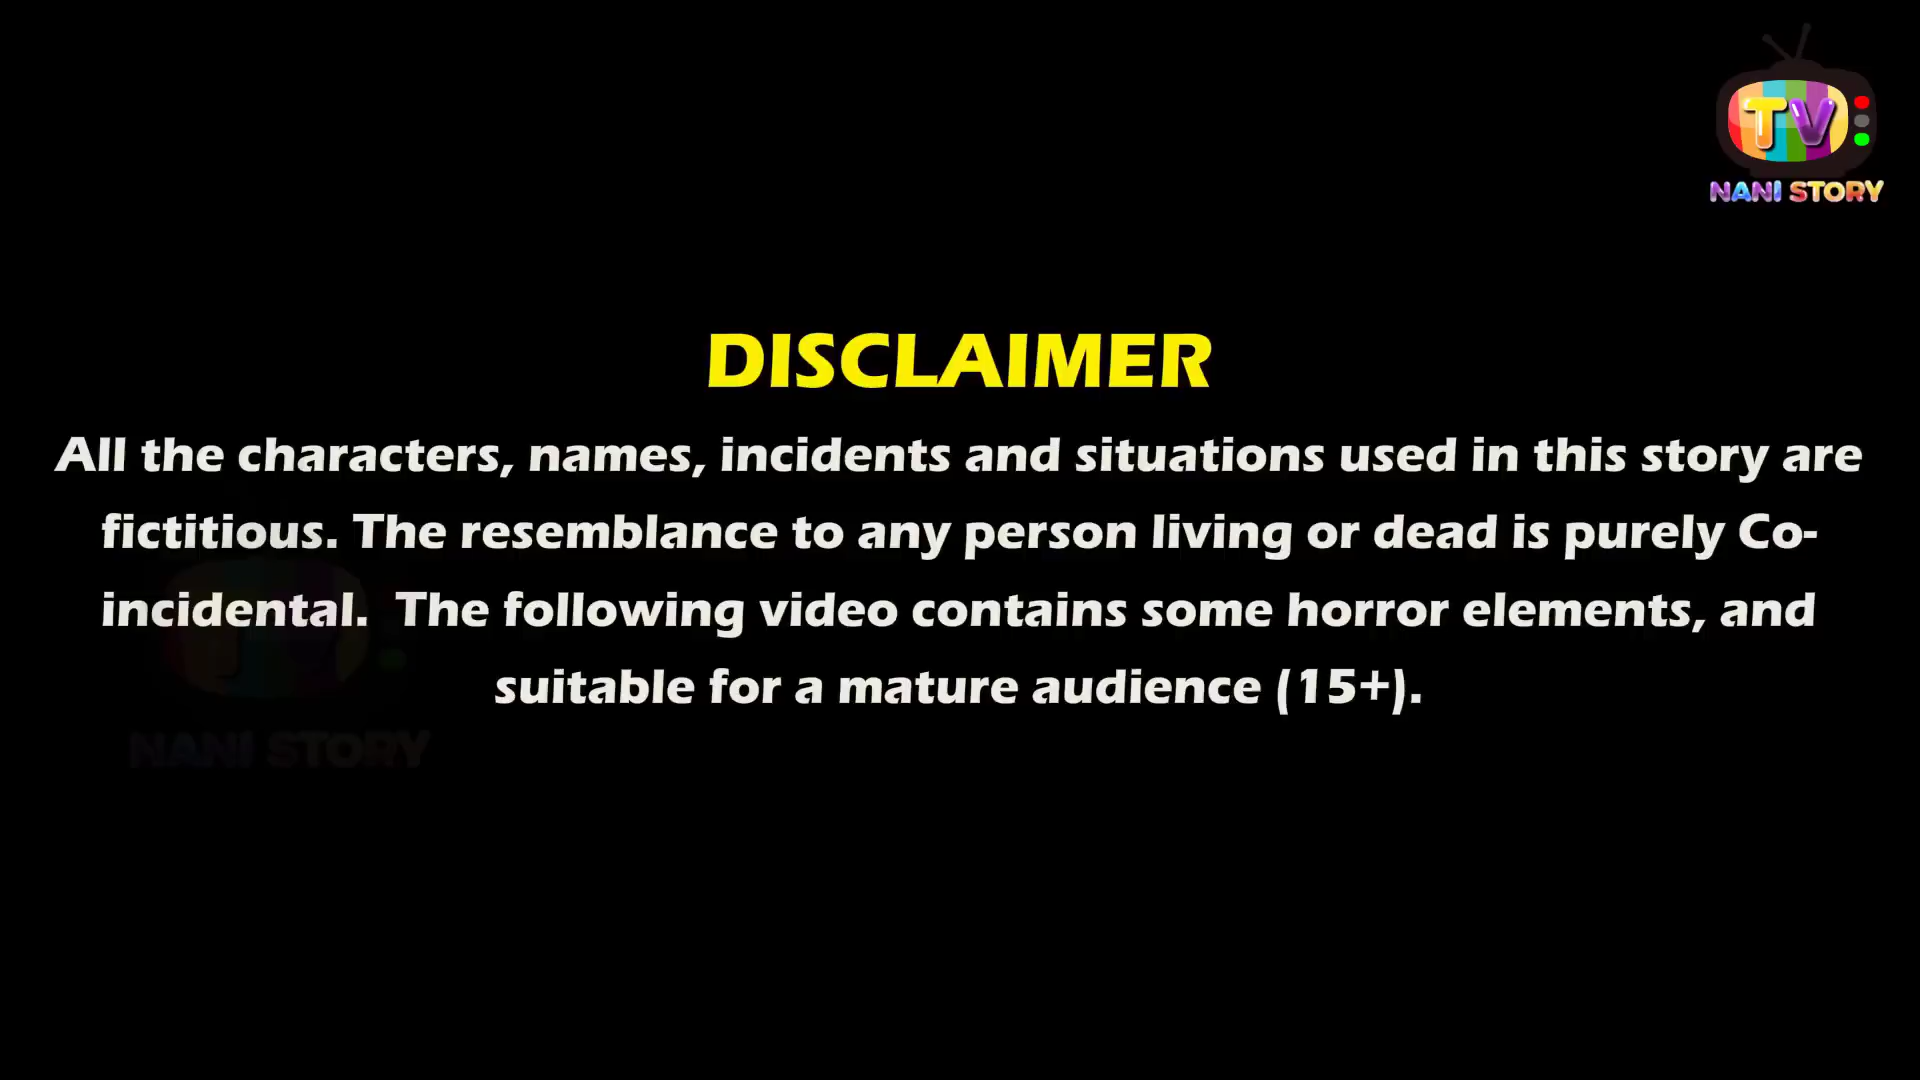 TV
NANI STORY
DISCLAIMER
All the characters, names, incidents and situations used in this story are
fictitious. The resemblance to any person living or dead is purely Co-
incidental.  The following video contains some horror elements, and
suitable for a mature audience (15+).
TV
NANI STORY